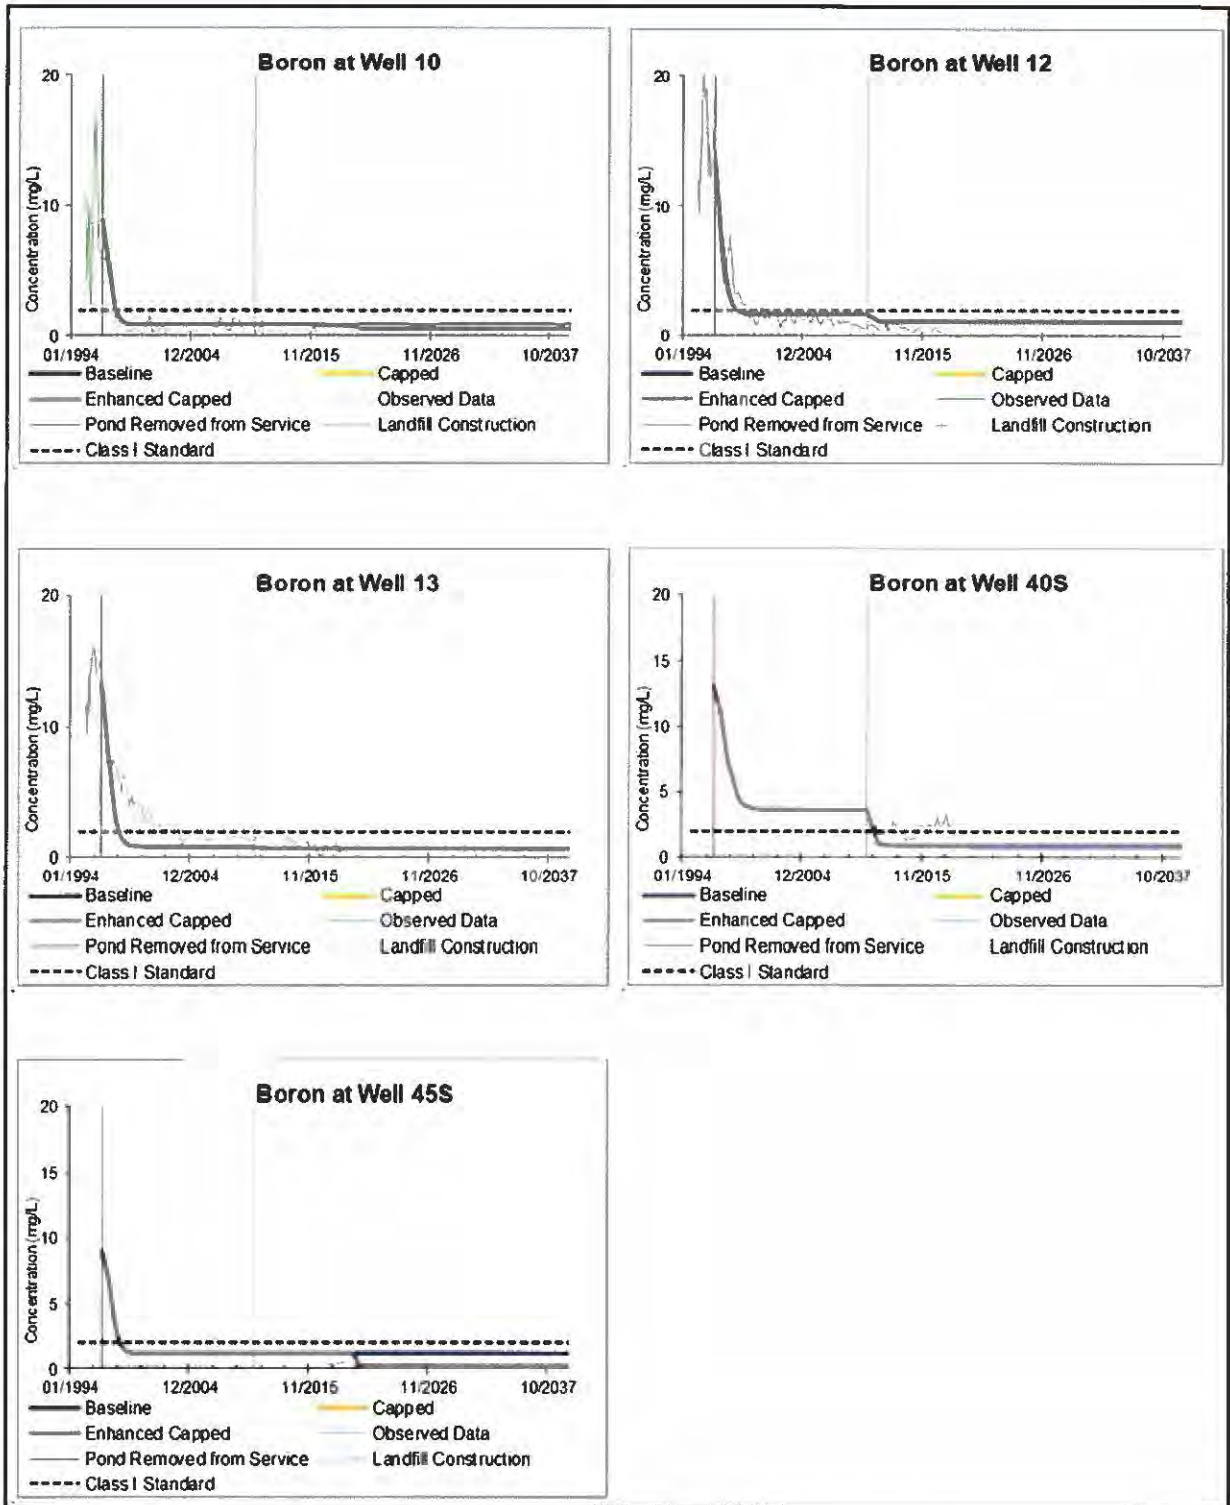 Boron at Well 10
20
10
0
Concentration (mg/L)
01/1994 12/2004 11/2015 11/2026 10/2037
Baseline Capped
Enhanced Capped Observed Data
Pond Removed from Service Landfill Construction
Class I Standard
Boron at Well 12
20
10
0
Concentration (mg/L)
01/1994 12/2004 11/2015 11/2026 10/2037
Baseline Capped
Enhanced Capped Observed Data
Pond Removed from Service Landfill Construction
Class I Standard
Boron at Well 13
20
10
0
Concentration (mg/L)
01/1994 12/2004 11/2015 11/2026 10/2037
Baseline Capped
Enhanced Capped Observed Data
Pond Removed from Service Landfill Construction
Class I Standard
Boron at Well 40S
20
15
10
5
0
Concentration (mg/L)
01/1994 12/2004 11/2015 11/2026 10/2037
Baseline Capped
Enhanced Capped Observed Data
Pond Removed from Service Landfill Construction
Class I Standard
Boron at Well 45S
20
15
10
5
0
Concentration (mg/L)
01/1994 12/2004 11/2015 11/2026 10/2037
Baseline Capped
Enhanced Capped Observed Data
Pond Removed from Service Landfill Construction
Class I Standard